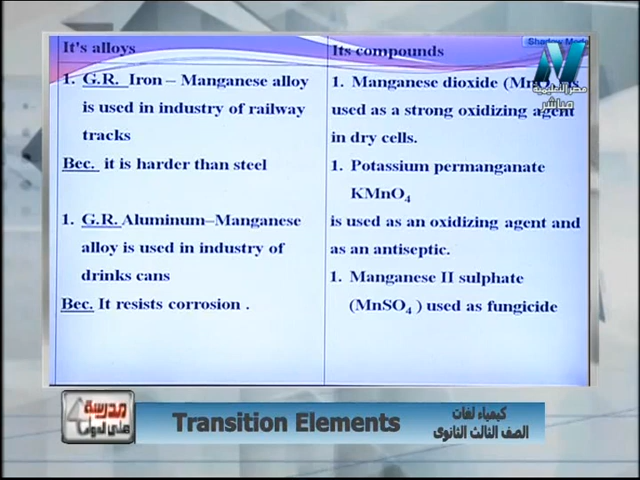 It's alloys
1. G.R. Iron – Manganese alloy
is used in industry of railway
tracks
Bec. it is harder than steel
1. G.R. Aluminum–Manganese
alloy is used in industry of
drinks cans
Bec. It resists corrosion .
Its compounds
1. Manganese dioxide (MnO
used as a strong oxidizing agent
in dry cells.
1. Potassium permanganate
KMnO4
is used as an oxidizing agent and
as an antiseptic.
1. Manganese II sulphate
(MnSO4 ) used as fungicide
Shadow Mode
مصر التعليمية
مباشر
مدرسة
على الهواء
Transition Elements
كيمياء لغات
الصف الثالث الثانوى